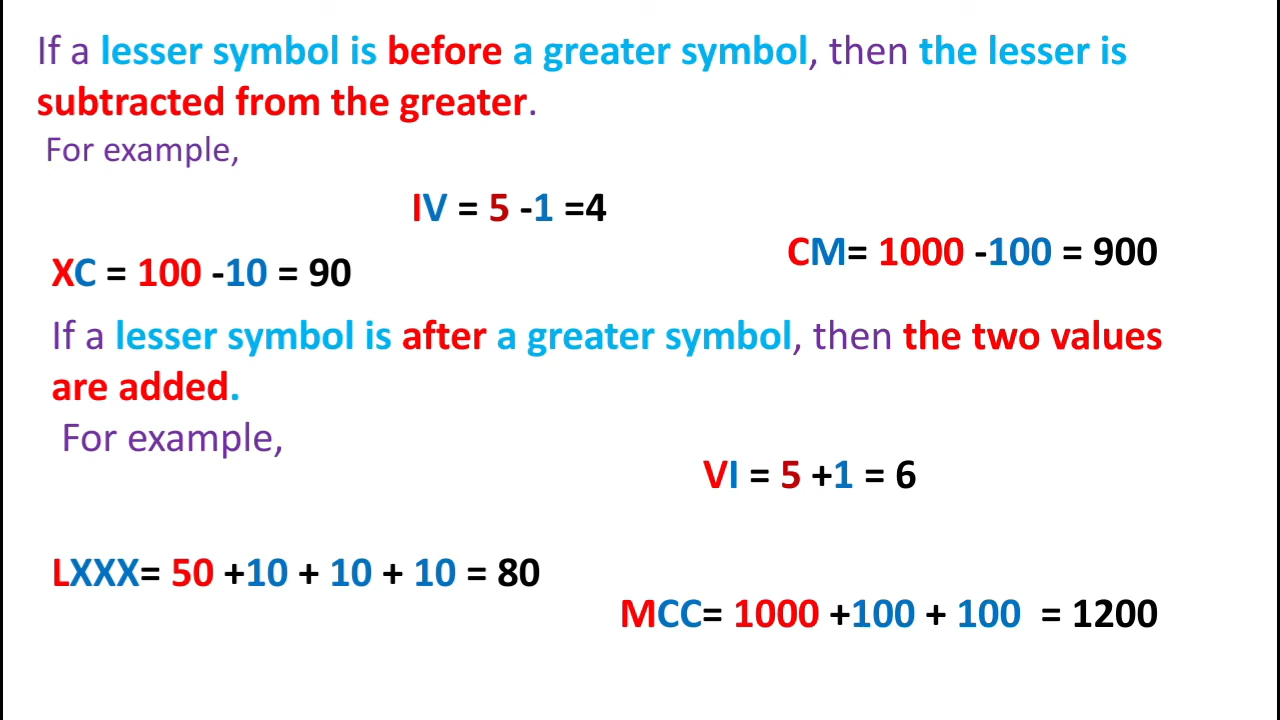 If a lesser symbol is before a greater symbol, then the lesser is
subtracted from the greater.
For example,
IV = 5 -1 =4
CM= 1000 -100 = 900
XC = 100 -10 = 90
If a lesser symbol is after a greater symbol, then the two values
are added.
For example,
VI = 5 +1 = 6
LXXX= 50 +10 + 10 + 10 = 80
MCC= 1000 +100 + 100 = 1200